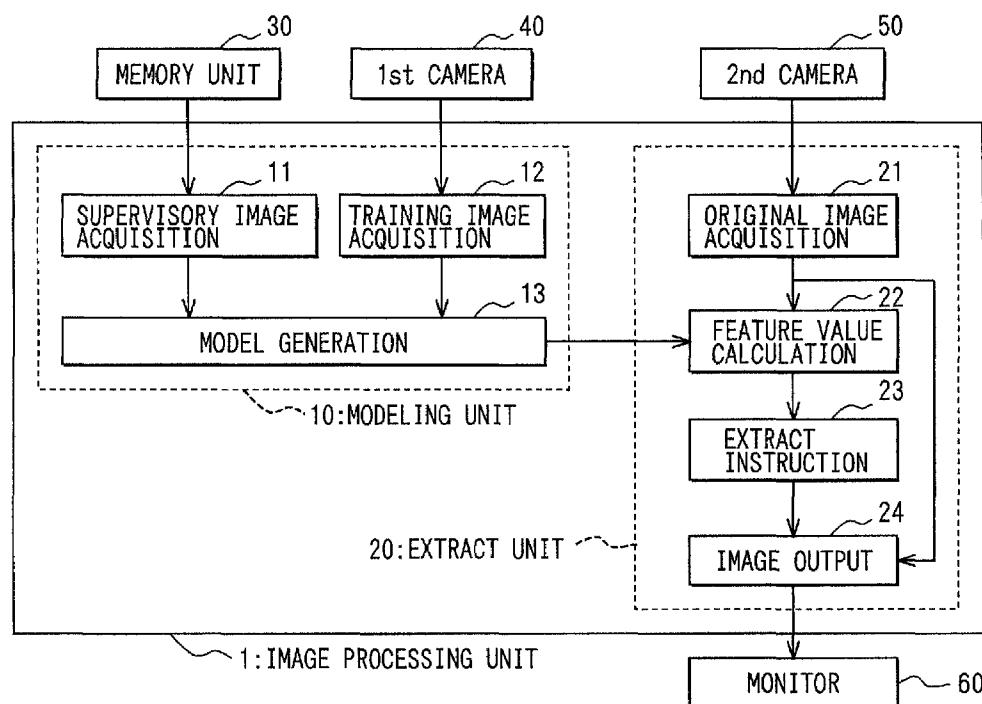 30
40
50
MEMORY UNIT
1st CAMERA
2nd CAMERA
11
12
21
SUPERVISORY IMAGE
ACQUISITION
TRAINING IMAGE
ACQUISITION
ORIGINAL IMAGE
ACQUISITION
13
22
MODEL GENERATION
FEATURE VALUE
CALCULATION
10:MODELING UNIT
23
EXTRACT
INSTRUCTION
24
20:EXTRACT UNIT
IMAGE OUTPUT
1:IMAGE PROCESSING UNIT
MONITOR
60